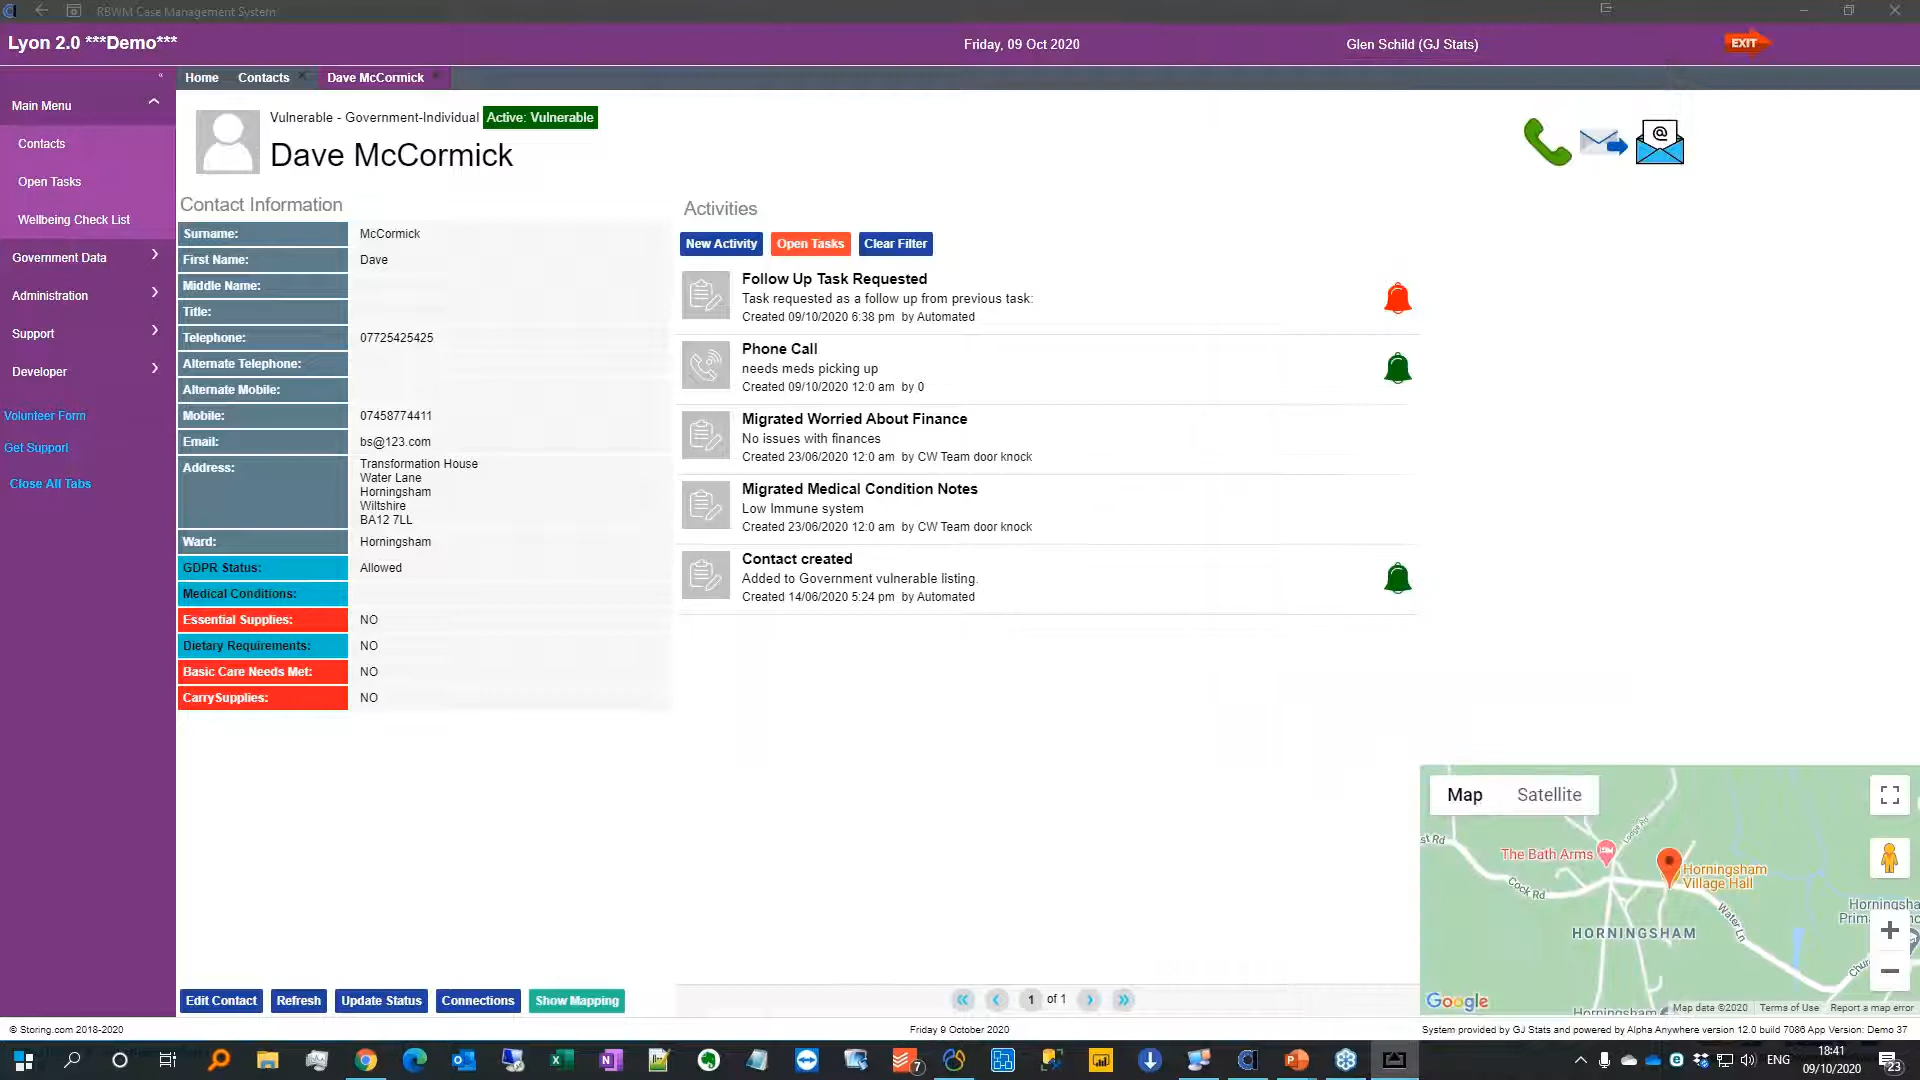 RBWM Case Management System
Lyon 2.0 ***Demo***
Friday, 09 Oct 2020
Glen Schild (GJ Stats)
EXIT
Home
Contacts
Dave McCormick
Main Menu
Contacts
Open Tasks
Wellbeing Check List
Government Data
Administration
Support
Developer
Volunteer Form
Get Support
Close All Tabs
Vulnerable - Government-Individual
Active: Vulnerable
Dave McCormick
Contact Information
Surname: McCormick
First Name: Dave
Middle Name:
Title:
Telephone: 07725425425
Alternate Telephone:
Alternate Mobile:
Mobile: 07458774411
Email: bs@123.com
Address: Transformation House
Water Lane
Horningsham
Wiltshire
BA12 7LL
Ward: Horningsham
GDPR Status: Allowed
Medical Conditions:
Essential Supplies: NO
Dietary Requirements: NO
Basic Care Needs Met: NO
CarrySupplies: NO
Activities
New Activity
Open Tasks
Clear Filter
Follow Up Task Requested
Task requested as a follow up from previous task:
Created 09/10/2020 6:38 pm by Automated
Phone Call
needs meds picking up
Created 09/10/2020 12:0 am by 0
Migrated Worried About Finance
No issues with finances
Created 23/06/2020 12:0 am by CW Team door knock
Migrated Medical Condition Notes
Low Immune system
Created 23/06/2020 12:0 am by CW Team door knock
Contact created
Added to Government vulnerable listing.
Created 14/06/2020 5:24 pm by Automated
Map
Satellite
st Rd
Lodge Rd
The Bath Arms
Horningsham
Village Hall
Cock Rd
Water Ln
Horningsha
Prim
HORNINGSHAM
Horningsham
Google
Map data ©2020
Terms of Use
Report a map error
Edit Contact
Refresh
Update Status
Connections
Show Mapping
1 of 1
© Storing.com 2018-2020
Friday 9 October 2020
System provided by GJ Stats and powered by Alpha Anywhere version 12.0 build 7086 App Version: Demo 37
7
ENG
18:41
09/10/2020
23